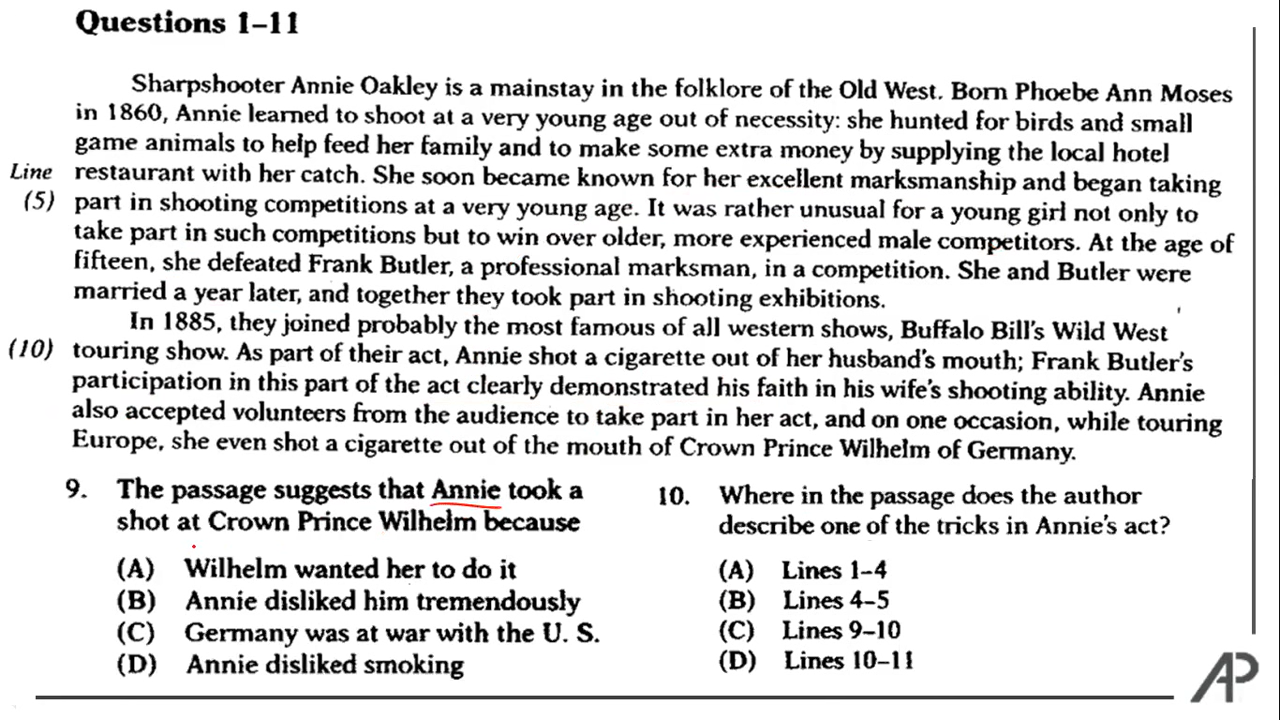 Questions 1–11
Sharpshooter Annie Oakley is a mainstay in the folklore of the Old West. Born Phoebe Ann Moses
in 1860, Annie learned to shoot at a very young age out of necessity: she hunted for birds and small
game animals to help feed her family and to make some extra money by supplying the local hotel
Line restaurant with her catch. She soon became known for her excellent marksmanship and began taking
(5) part in shooting competitions at a very young age. It was rather unusual for a young girl not only to
take part in such competitions but to win over older, more experienced male competitors. At the age of
fifteen, she defeated Frank Butler, a professional marksman, in a competition. She and Butler were
married a year later, and together they took part in shooting exhibitions.
In 1885, they joined probably the most famous of all western shows, Buffalo Bill's Wild West
(10) touring show. As part of their act, Annie shot a cigarette out of her husband's mouth; Frank Butler's
participation in this part of the act clearly demonstrated his faith in his wife's shooting ability. Annie
also accepted volunteers from the audience to take part in her act, and on one occasion, while touring
Europe, she even shot a cigarette out of the mouth of Crown Prince Wilhelm of Germany.
9. The passage suggests that Annie took a
shot at Crown Prince Wilhelm because
(A) Wilhelm wanted her to do it
(B) Annie disliked him tremendously
(C) Germany was at war with the U. S.
(D) Annie disliked smoking
10. Where in the passage does the author
describe one of the tricks in Annie's act?
(A) Lines 1–4
(B) Lines 4–5
(C) Lines 9–10
(D) Lines 10–11
AP